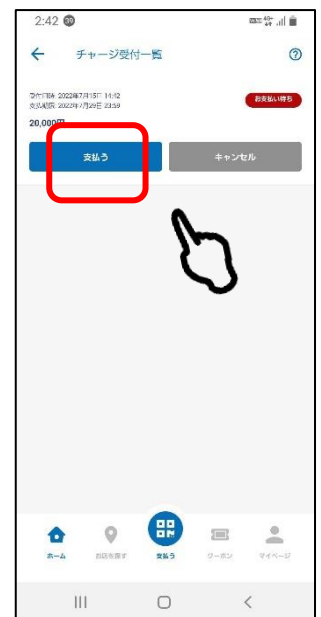 2:42 30
チャージ受付一覧
受付日時 2022年7月15日 14:42
支払期限 2022年7月29日 23:59
お支払い待ち
20,000円
支払う キャンセル
ホーム お店を探す 支払う クーポン マイページ